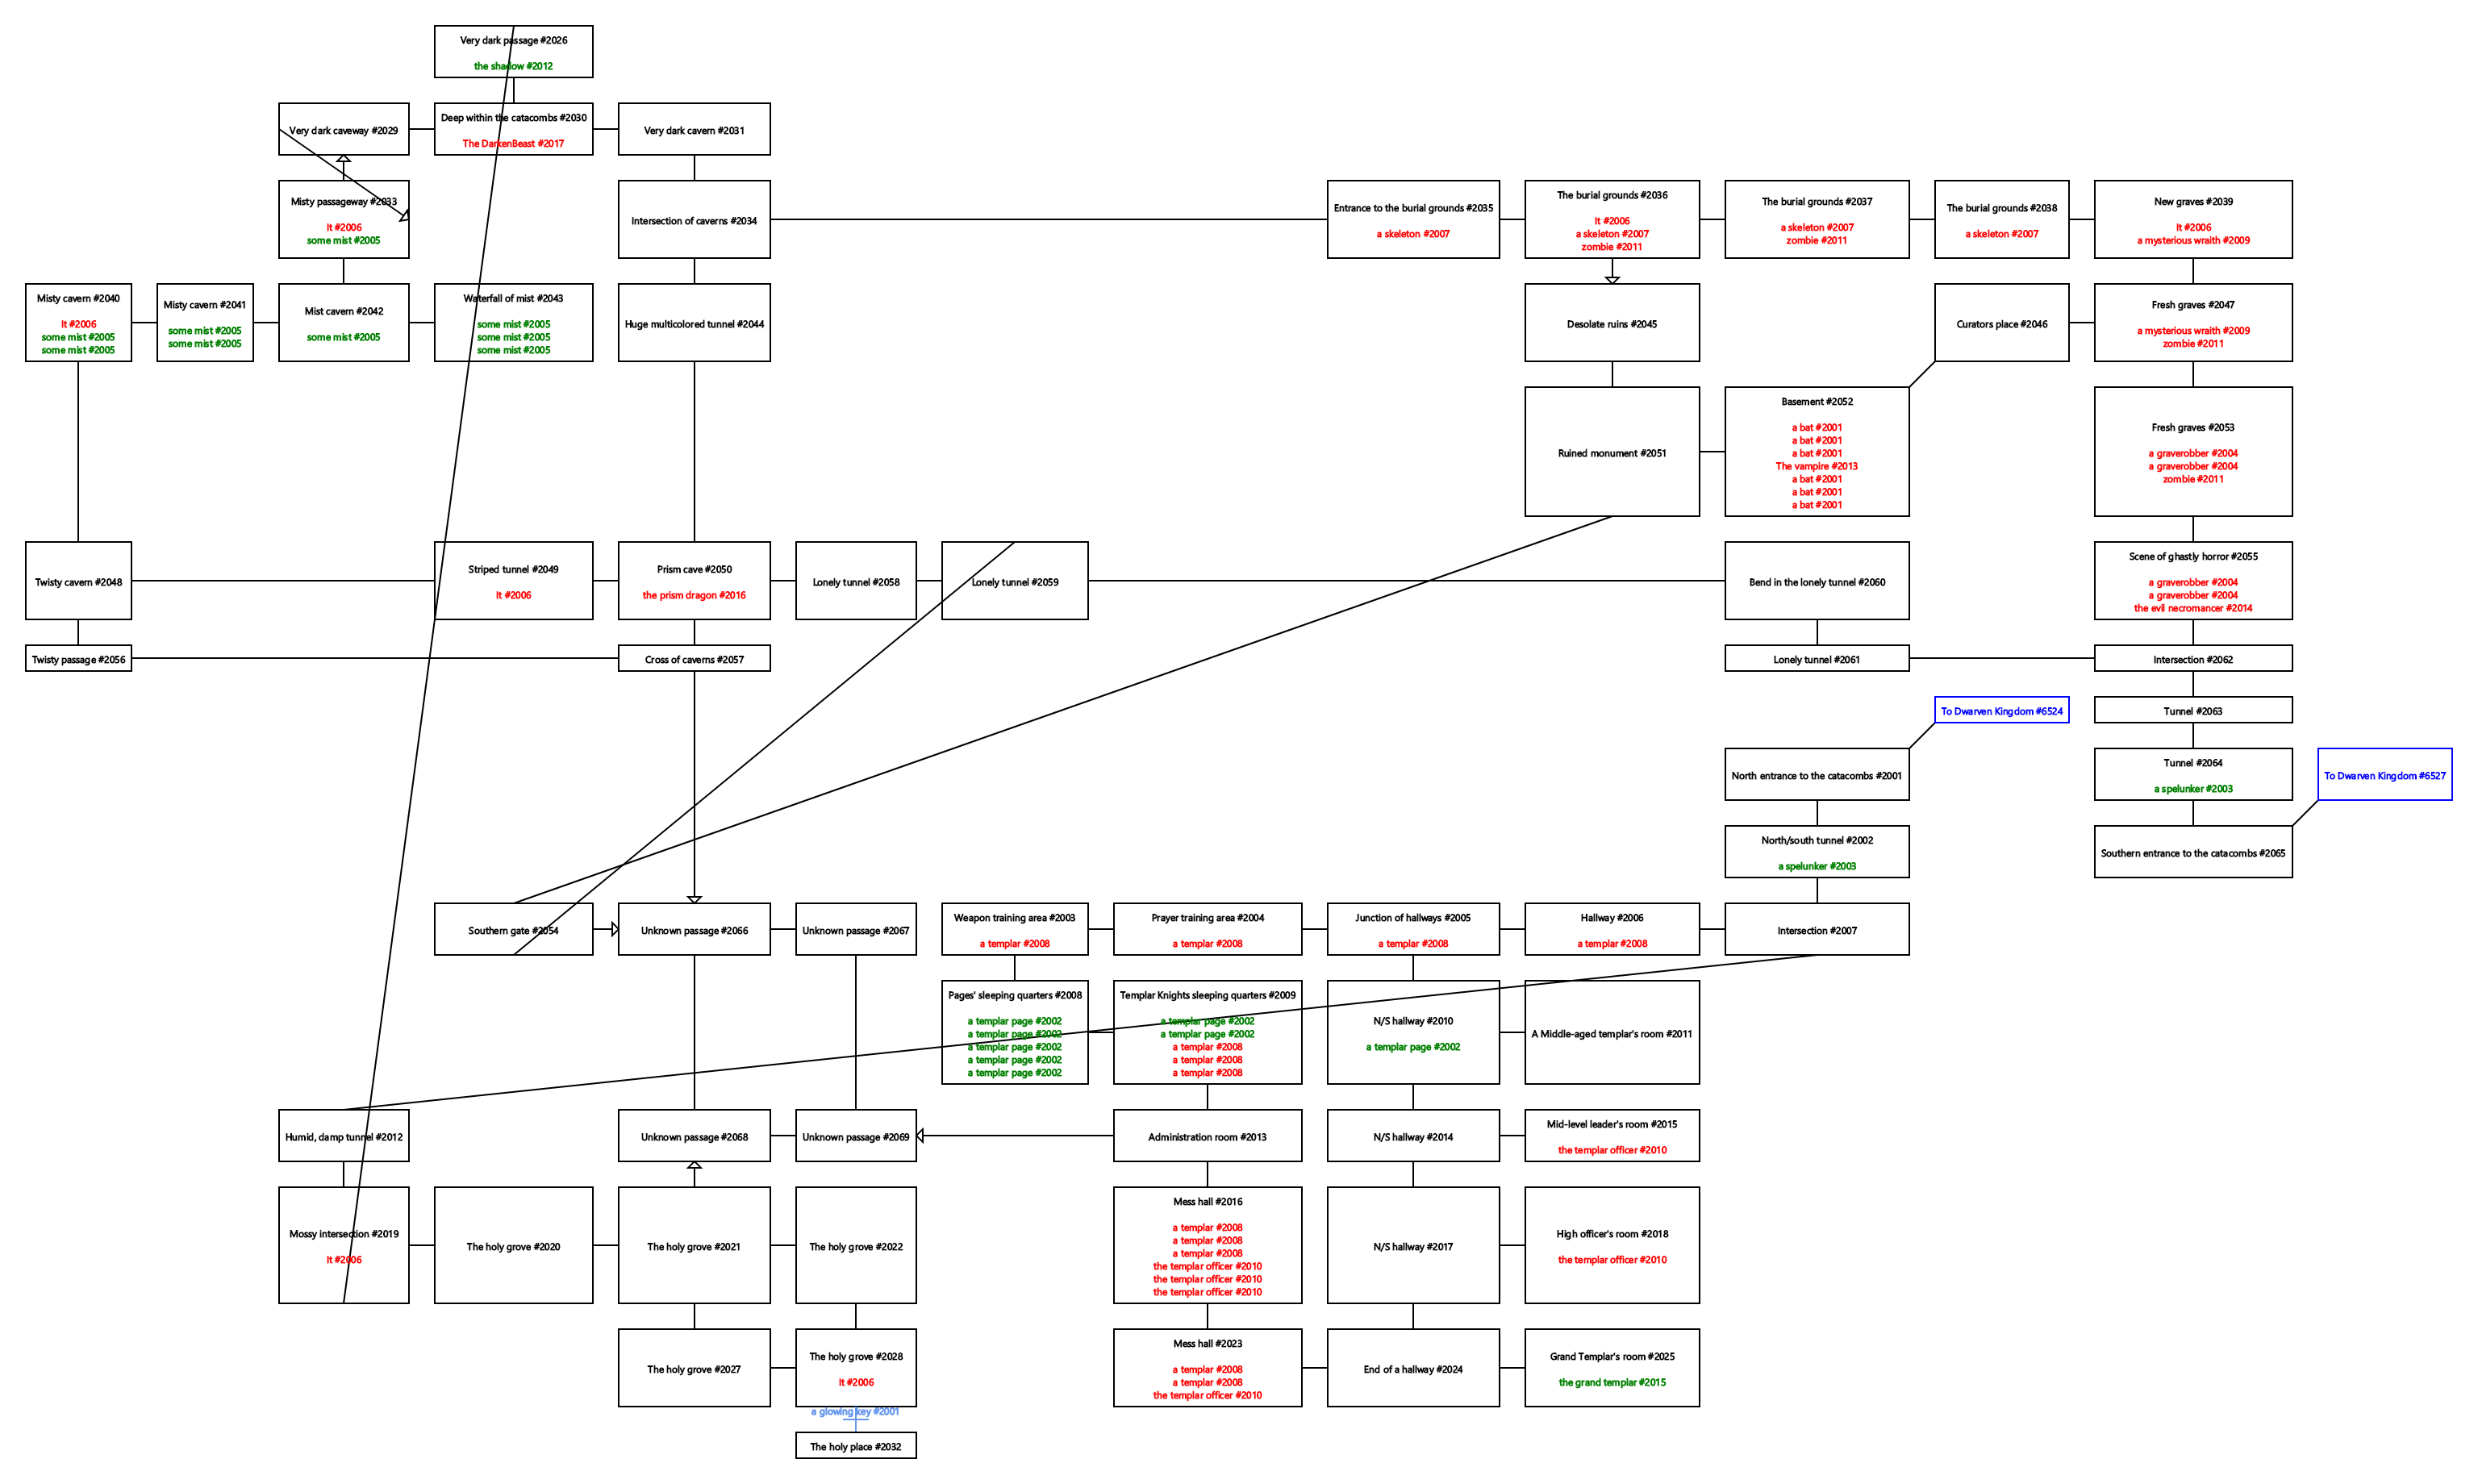 Very dark passage #2026
the shadow #2012
Very dark caveway #2029
Deep within the catacombs #2030
The DarkenBeast #2017
Very dark cavern #2031
Misty passageway #2033
It #2006
some mist #2005
Intersection of caverns #2034
Entrance to the burial grounds #2035
a skeleton #2007
The burial grounds #2036
It #2006
a skeleton #2007
zombie #2011
The burial grounds #2037
a skeleton #2007
zombie #2011
The burial grounds #2038
a skeleton #2007
New graves #2039
It #2006
a mysterious wraith #2009
Misty cavern #2040
It #2006
some mist #2005
some mist #2005
Misty cavern #2041
some mist #2005
some mist #2005
Mist cavern #2042
some mist #2005
Waterfall of mist #2043
some mist #2005
some mist #2005
some mist #2005
Huge multicolored tunnel #2044
Desolate ruins #2045
Curators place #2046
Fresh graves #2047
a mysterious wraith #2009
zombie #2011
Ruined monument #2051
Basement #2052
a bat #2001
a bat #2001
a bat #2001
The vampire #2013
a bat #2001
a bat #2001
a bat #2001
Fresh graves #2053
a graverobber #2004
a graverobber #2004
zombie #2011
Twisty cavern #2048
Striped tunnel #2049
It #2006
Prism cave #2050
the prism dragon #2016
Lonely tunnel #2058
Lonely tunnel #2059
Bend in the lonely tunnel #2060
Scene of ghastly horror #2055
a graverobber #2004
a graverobber #2004
the evil necromancer #2014
Twisty passage #2056
Cross of caverns #2057
Lonely tunnel #2061
Intersection #2062
To Dwarven Kingdom #6524
Tunnel #2063
North entrance to the catacombs #2001
Tunnel #2064
a spelunker #2003
To Dwarven Kingdom #6527
North/south tunnel #2002
a spelunker #2003
Southern entrance to the catacombs #2065
Southern gate #2054
Unknown passage #2066
Unknown passage #2067
Weapon training area #2003
a templar #2008
Prayer training area #2004
a templar #2008
Junction of hallways #2005
a templar #2008
Hallway #2006
a templar #2008
Intersection #2007
Pages' sleeping quarters #2008
a templar page #2002
a templar page #2002
a templar page #2002
a templar page #2002
a templar page #2002
Templar Knights sleeping quarters #2009
a templar page #2002
a templar page #2002
a templar #2008
a templar #2008
a templar #2008
N/S hallway #2010
a templar page #2002
A Middle-aged templar's room #2011
Humid, damp tunnel #2012
Unknown passage #2068
Unknown passage #2069
Administration room #2013
N/S hallway #2014
Mid-level leader's room #2015
the templar officer #2010
Mossy intersection #2019
It #2006
The holy grove #2020
The holy grove #2021
The holy grove #2022
Mess hall #2016
a templar #2008
a templar #2008
a templar #2008
the templar officer #2010
the templar officer #2010
the templar officer #2010
N/S hallway #2017
High officer's room #2018
the templar officer #2010
The holy grove #2027
The holy grove #2028
It #2006
Mess hall #2023
a templar #2008
a templar #2008
the templar officer #2010
End of a hallway #2024
Grand Templar's room #2025
the grand templar #2015
a glowing key #2001
The holy place #2032